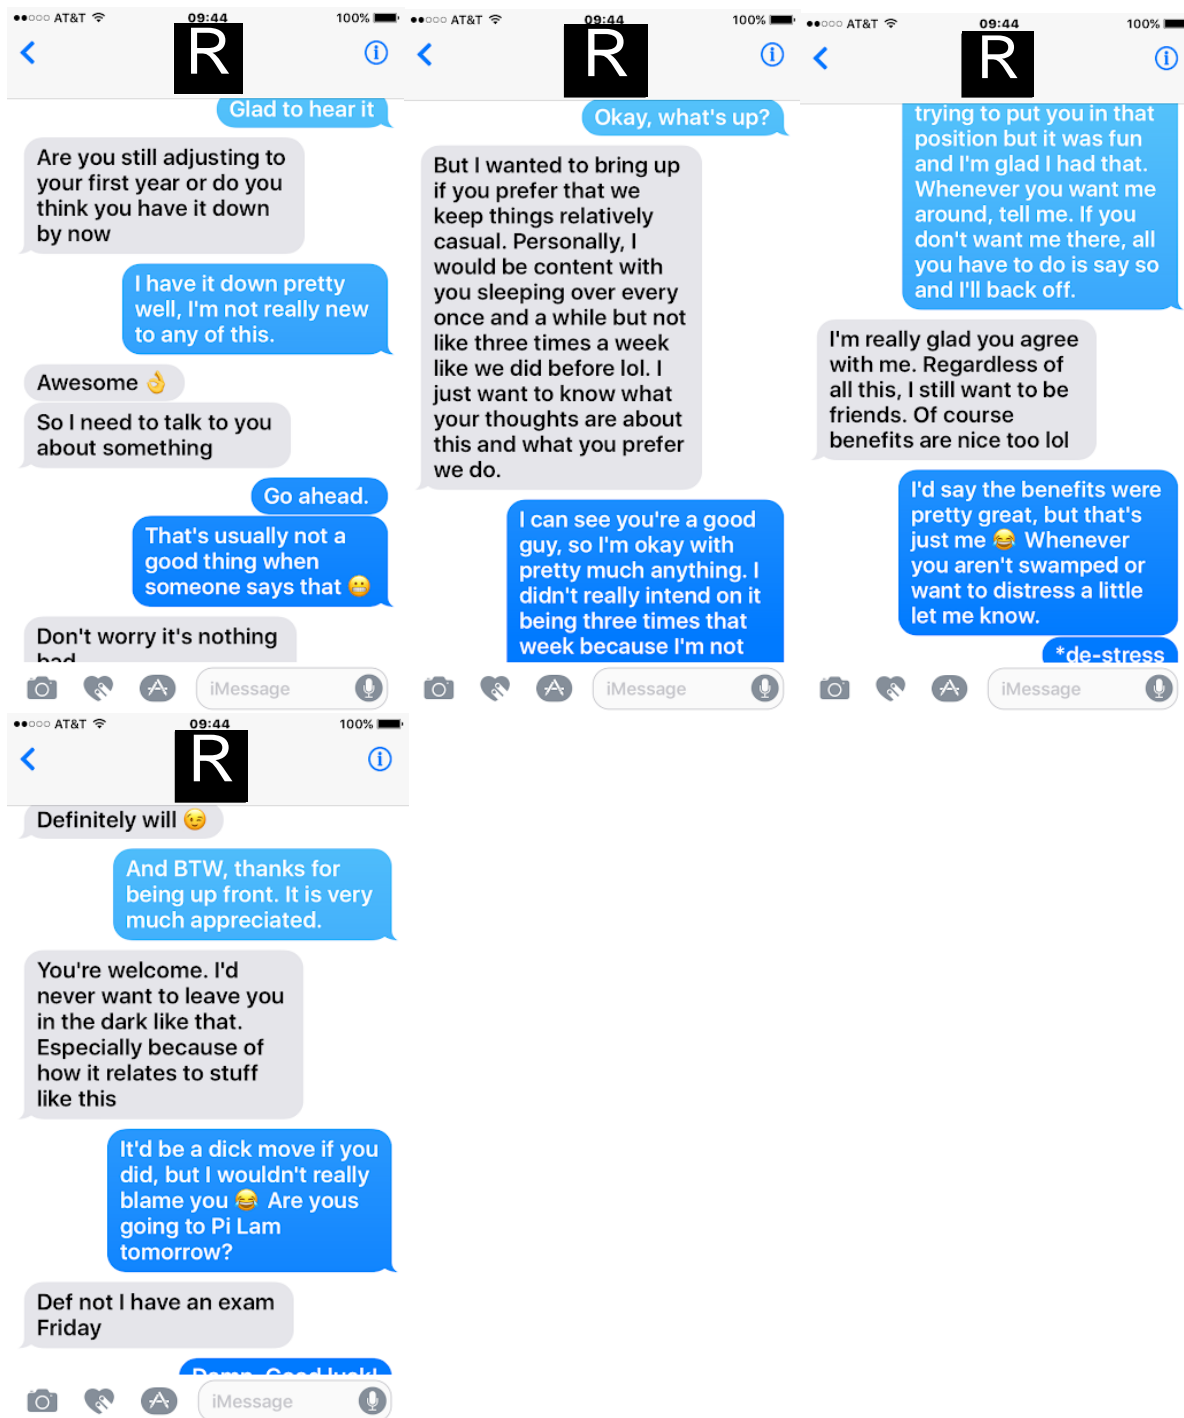 ●●○○○ AT&T 09:44 100%
R
Glad to hear it
Are you still adjusting to
your first year or do you
think you have it down
by now
I have it down pretty
well, I'm not really new
to any of this.
Awesome 👌
So I need to talk to you
about something
Go ahead.
That's usually not a
good thing when
someone says that 😬
Don't worry it's nothing
bad
iMessage
●●○○○ AT&T 09:44 100%
R
Okay, what's up?
But I wanted to bring up
if you prefer that we
keep things relatively
casual. Personally, I
would be content with
you sleeping over every
once and a while but not
like three times a week
like we did before lol. I
just want to know what
your thoughts are about
this and what you prefer
we do.
I can see you're a good
guy, so I'm okay with
pretty much anything. I
didn't really intend on it
being three times that
week because I'm not
iMessage
●●○○○ AT&T 09:44 100%
R
trying to put you in that
position but it was fun
and I'm glad I had that.
Whenever you want me
around, tell me. If you
don't want me there, all
you have to do is say so
and I'll back off.
I'm really glad you agree
with me. Regardless of
all this, I still want to be
friends. Of course
benefits are nice too lol
I'd say the benefits were
pretty great, but that's
just me 😂 Whenever
you aren't swamped or
want to distress a little
let me know.
*de-stress
iMessage
●●○○○ AT&T 09:44 100%
R
Definitely will 😉
And BTW, thanks for
being up front. It is very
much appreciated.
You're welcome. I'd
never want to leave you
in the dark like that.
Especially because of
how it relates to stuff
like this
It'd be a dick move if you
did, but I wouldn't really
blame you 😂 Are yous
going to Pi Lam
tomorrow?
Def not I have an exam
Friday
Damn. Good luck!
iMessage